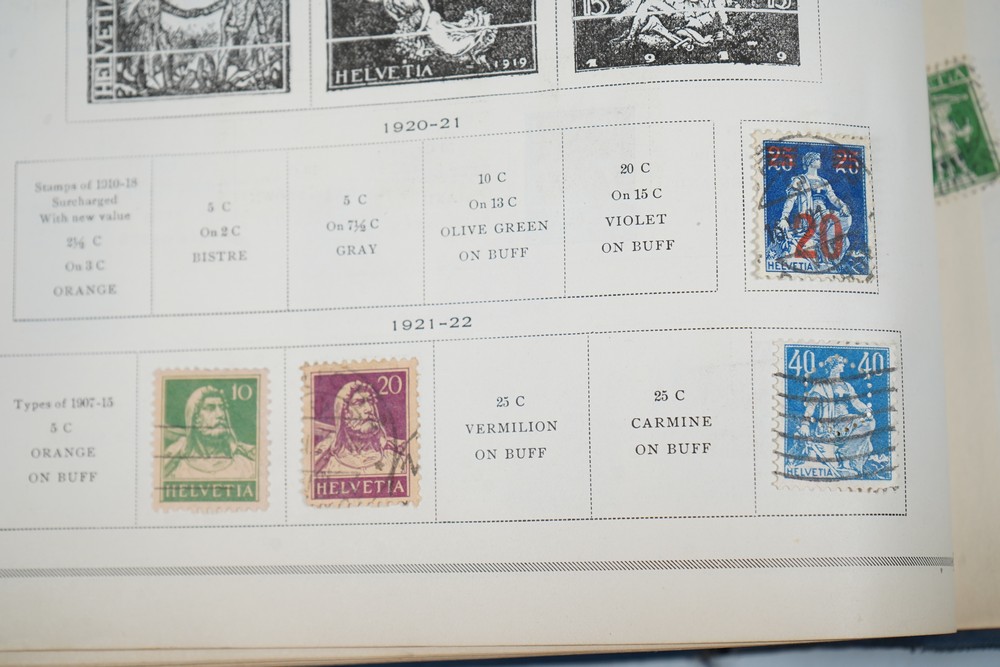 HELVETIA
HELVETIA 1919
15 15
1919
1920-21
Stamps of 1910-18
Surcharged
With new value
2½ C
On 3 C
ORANGE
5 C
On 2 C
BISTRE
5 C
On 7½ C
GRAY
10 C
On 13 C
OLIVE GREEN
ON BUFF
20 C
On 15 C
VIOLET
ON BUFF
20
HELVETIA
1921-22
Types of 1907-15
5 C
ORANGE
ON BUFF
10
HELVETIA
20
HELVETIA
25 C
VERMILION
ON BUFF
25 C
CARMINE
ON BUFF
40 40
HELVETIA